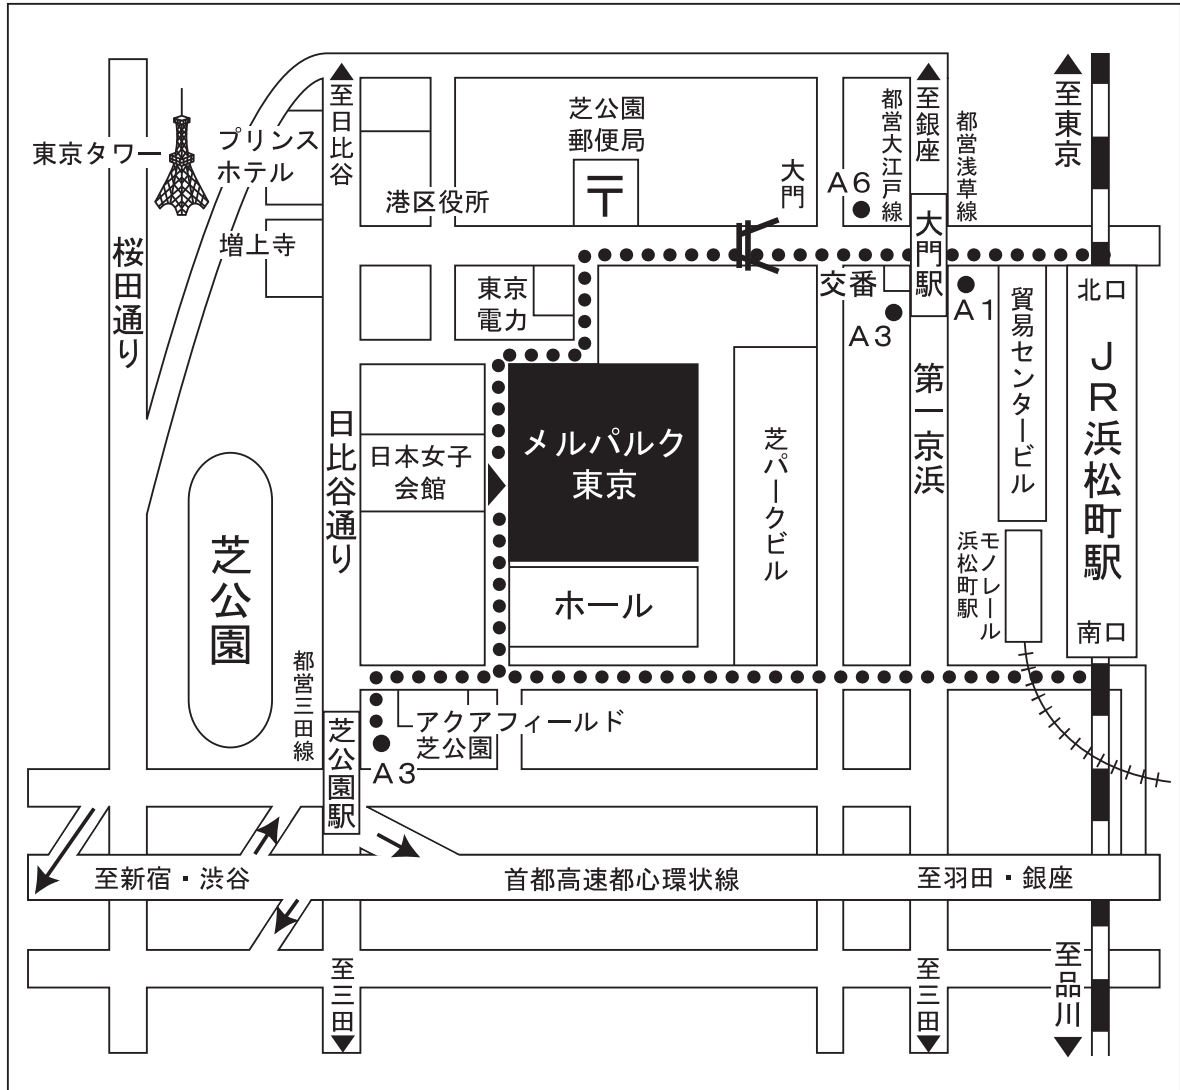 至日比谷
至銀座
至東京
東京タワー
プリンス
ホテル
増上寺
港区役所
芝公園
郵便局
〒
大門
A6
都営大江戸線
都営浅草線
大門駅
桜田通り
東京
電力
交番
A3
A1
北口
貿易センタービル
JR浜松町駅
南口
第一京浜
日比谷通り
日本女子
会館
メルパルク
東京
ホール
芝パークビル
モノレール
浜松町駅
芝公園
都営三田線
芝公園駅
A3
アクアフィールド
芝公園
至新宿・渋谷
首都高速都心環状線
至羽田・銀座
至三田
至三田
至品川